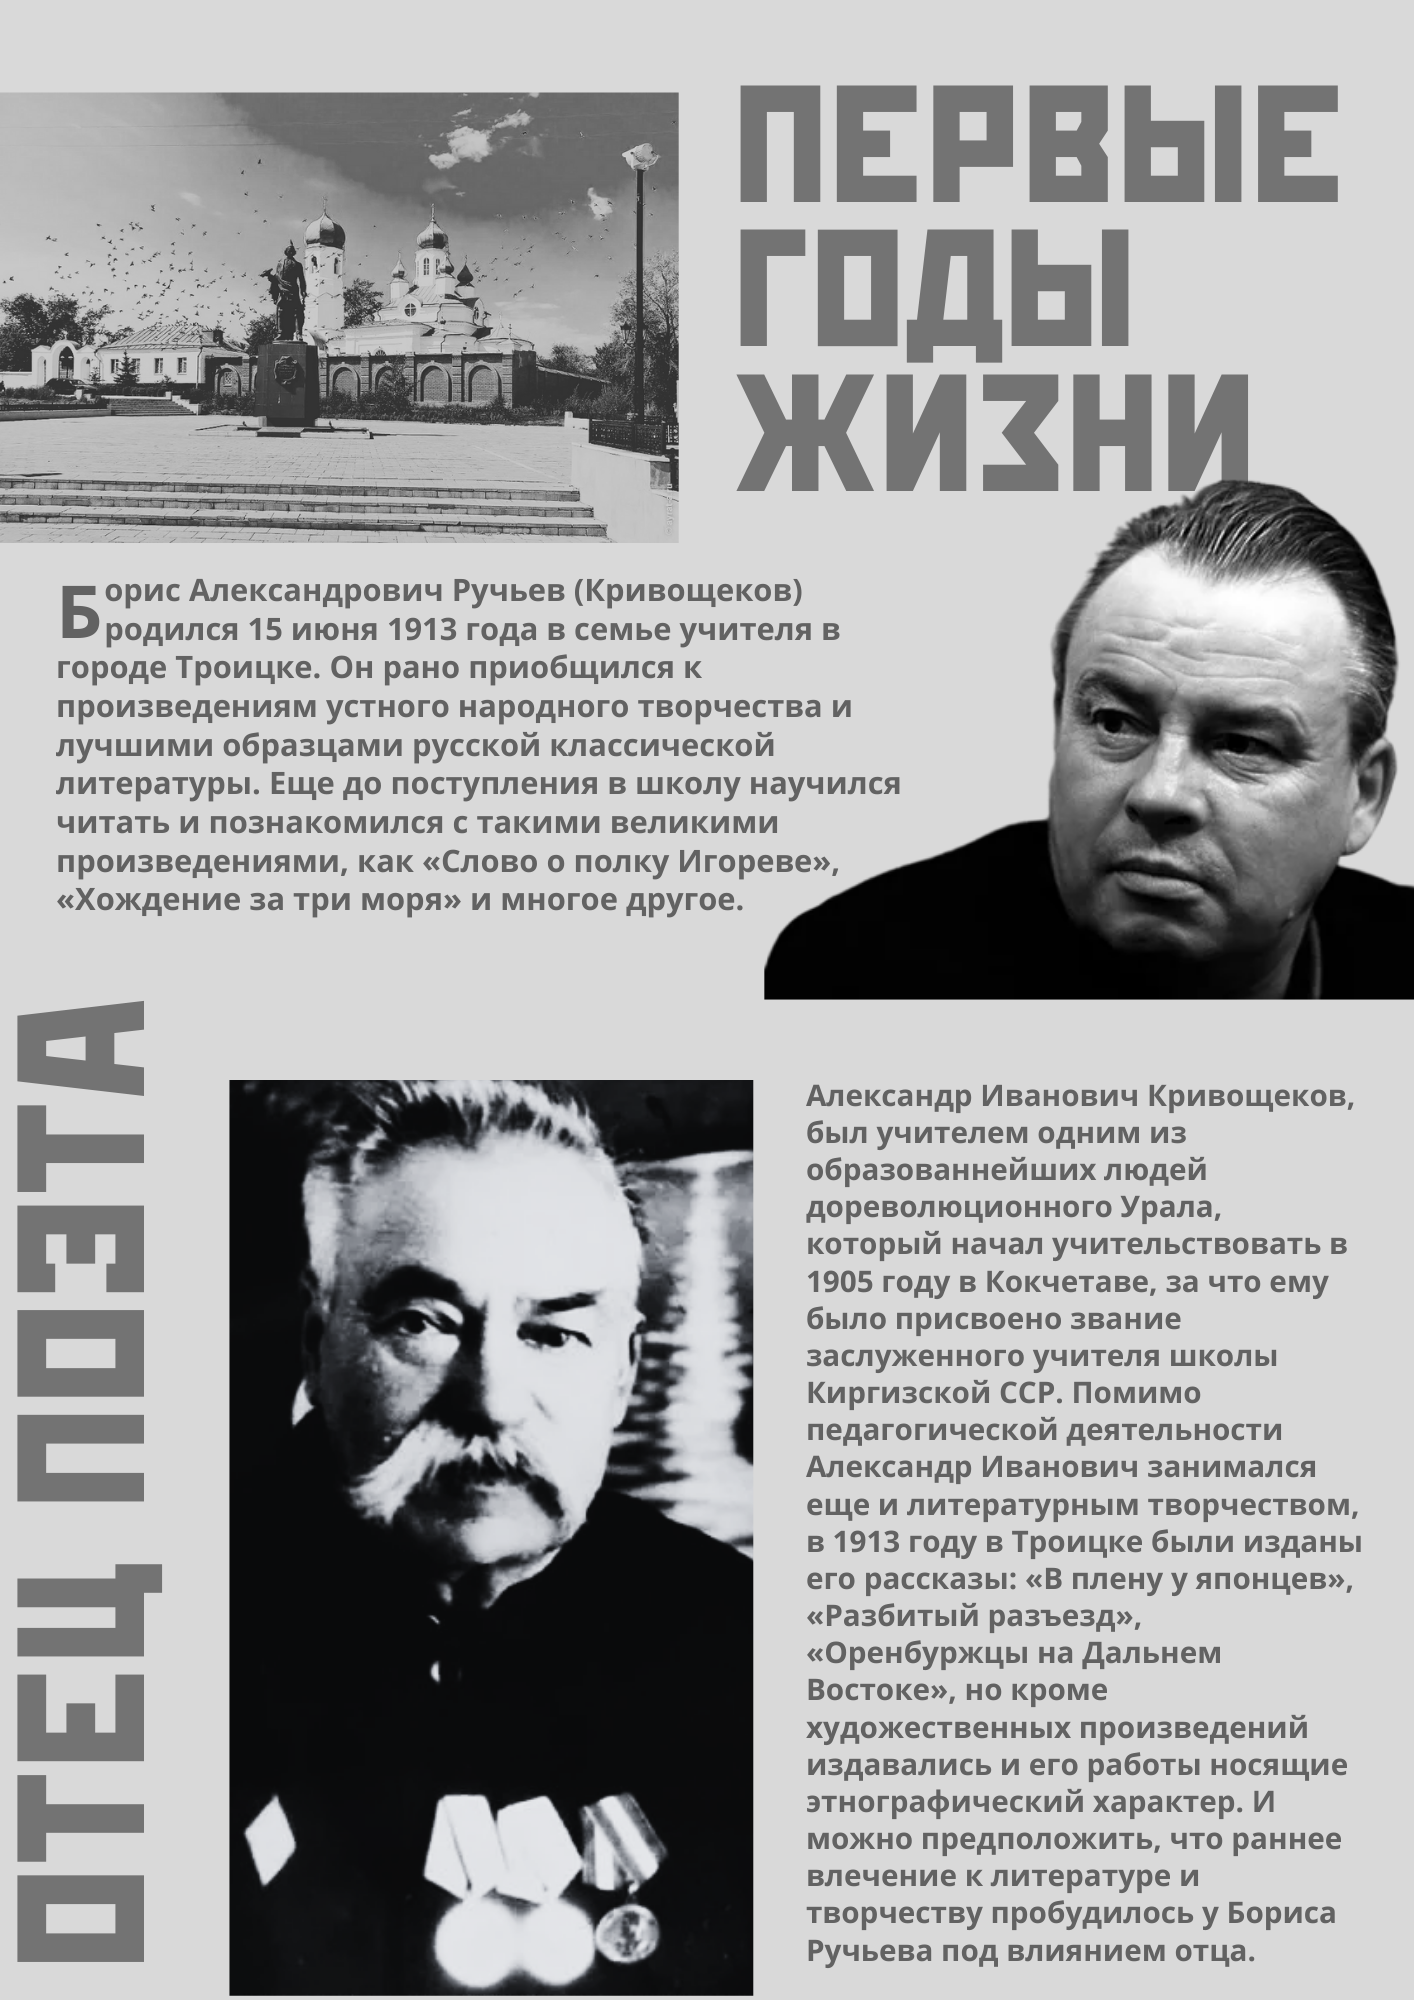 ПЕРВЫЕ
ГОДЫ
ЖИЗНИ
Борис Александрович Ручьев (Кривощеков)
родился 15 июня 1913 года в семье учителя в
городе Троицке. Он рано приобщился к
произведениям устного народного творчества и
лучшими образцами русской классической
литературы. Еще до поступления в школу научился
читать и познакомился с такими великими
произведениями, как «Слово о полку Игореве»,
«Хождение за три моря» и многое другое.
ОТЕЦ ПОЭТА
Александр Иванович Кривощеков,
был учителем одним из
образованнейших людей
дореволюционного Урала,
который начал учительствовать в
1905 году в Кокчетаве, за что ему
было присвоено звание
заслуженного учителя школы
Киргизской ССР. Помимо
педагогической деятельности
Александр Иванович занимался
еще и литературным творчеством,
в 1913 году в Троицке были изданы
его рассказы: «В плену у японцев»,
«Разбитый разъезд»,
«Оренбуржцы на Дальнем
Востоке», но кроме
художественных произведений
издавались и его работы носящие
этнографический характер. И
можно предположить, что раннее
влечение к литературе и
творчеству пробудилось у Бориса
Ручьева под влиянием отца.